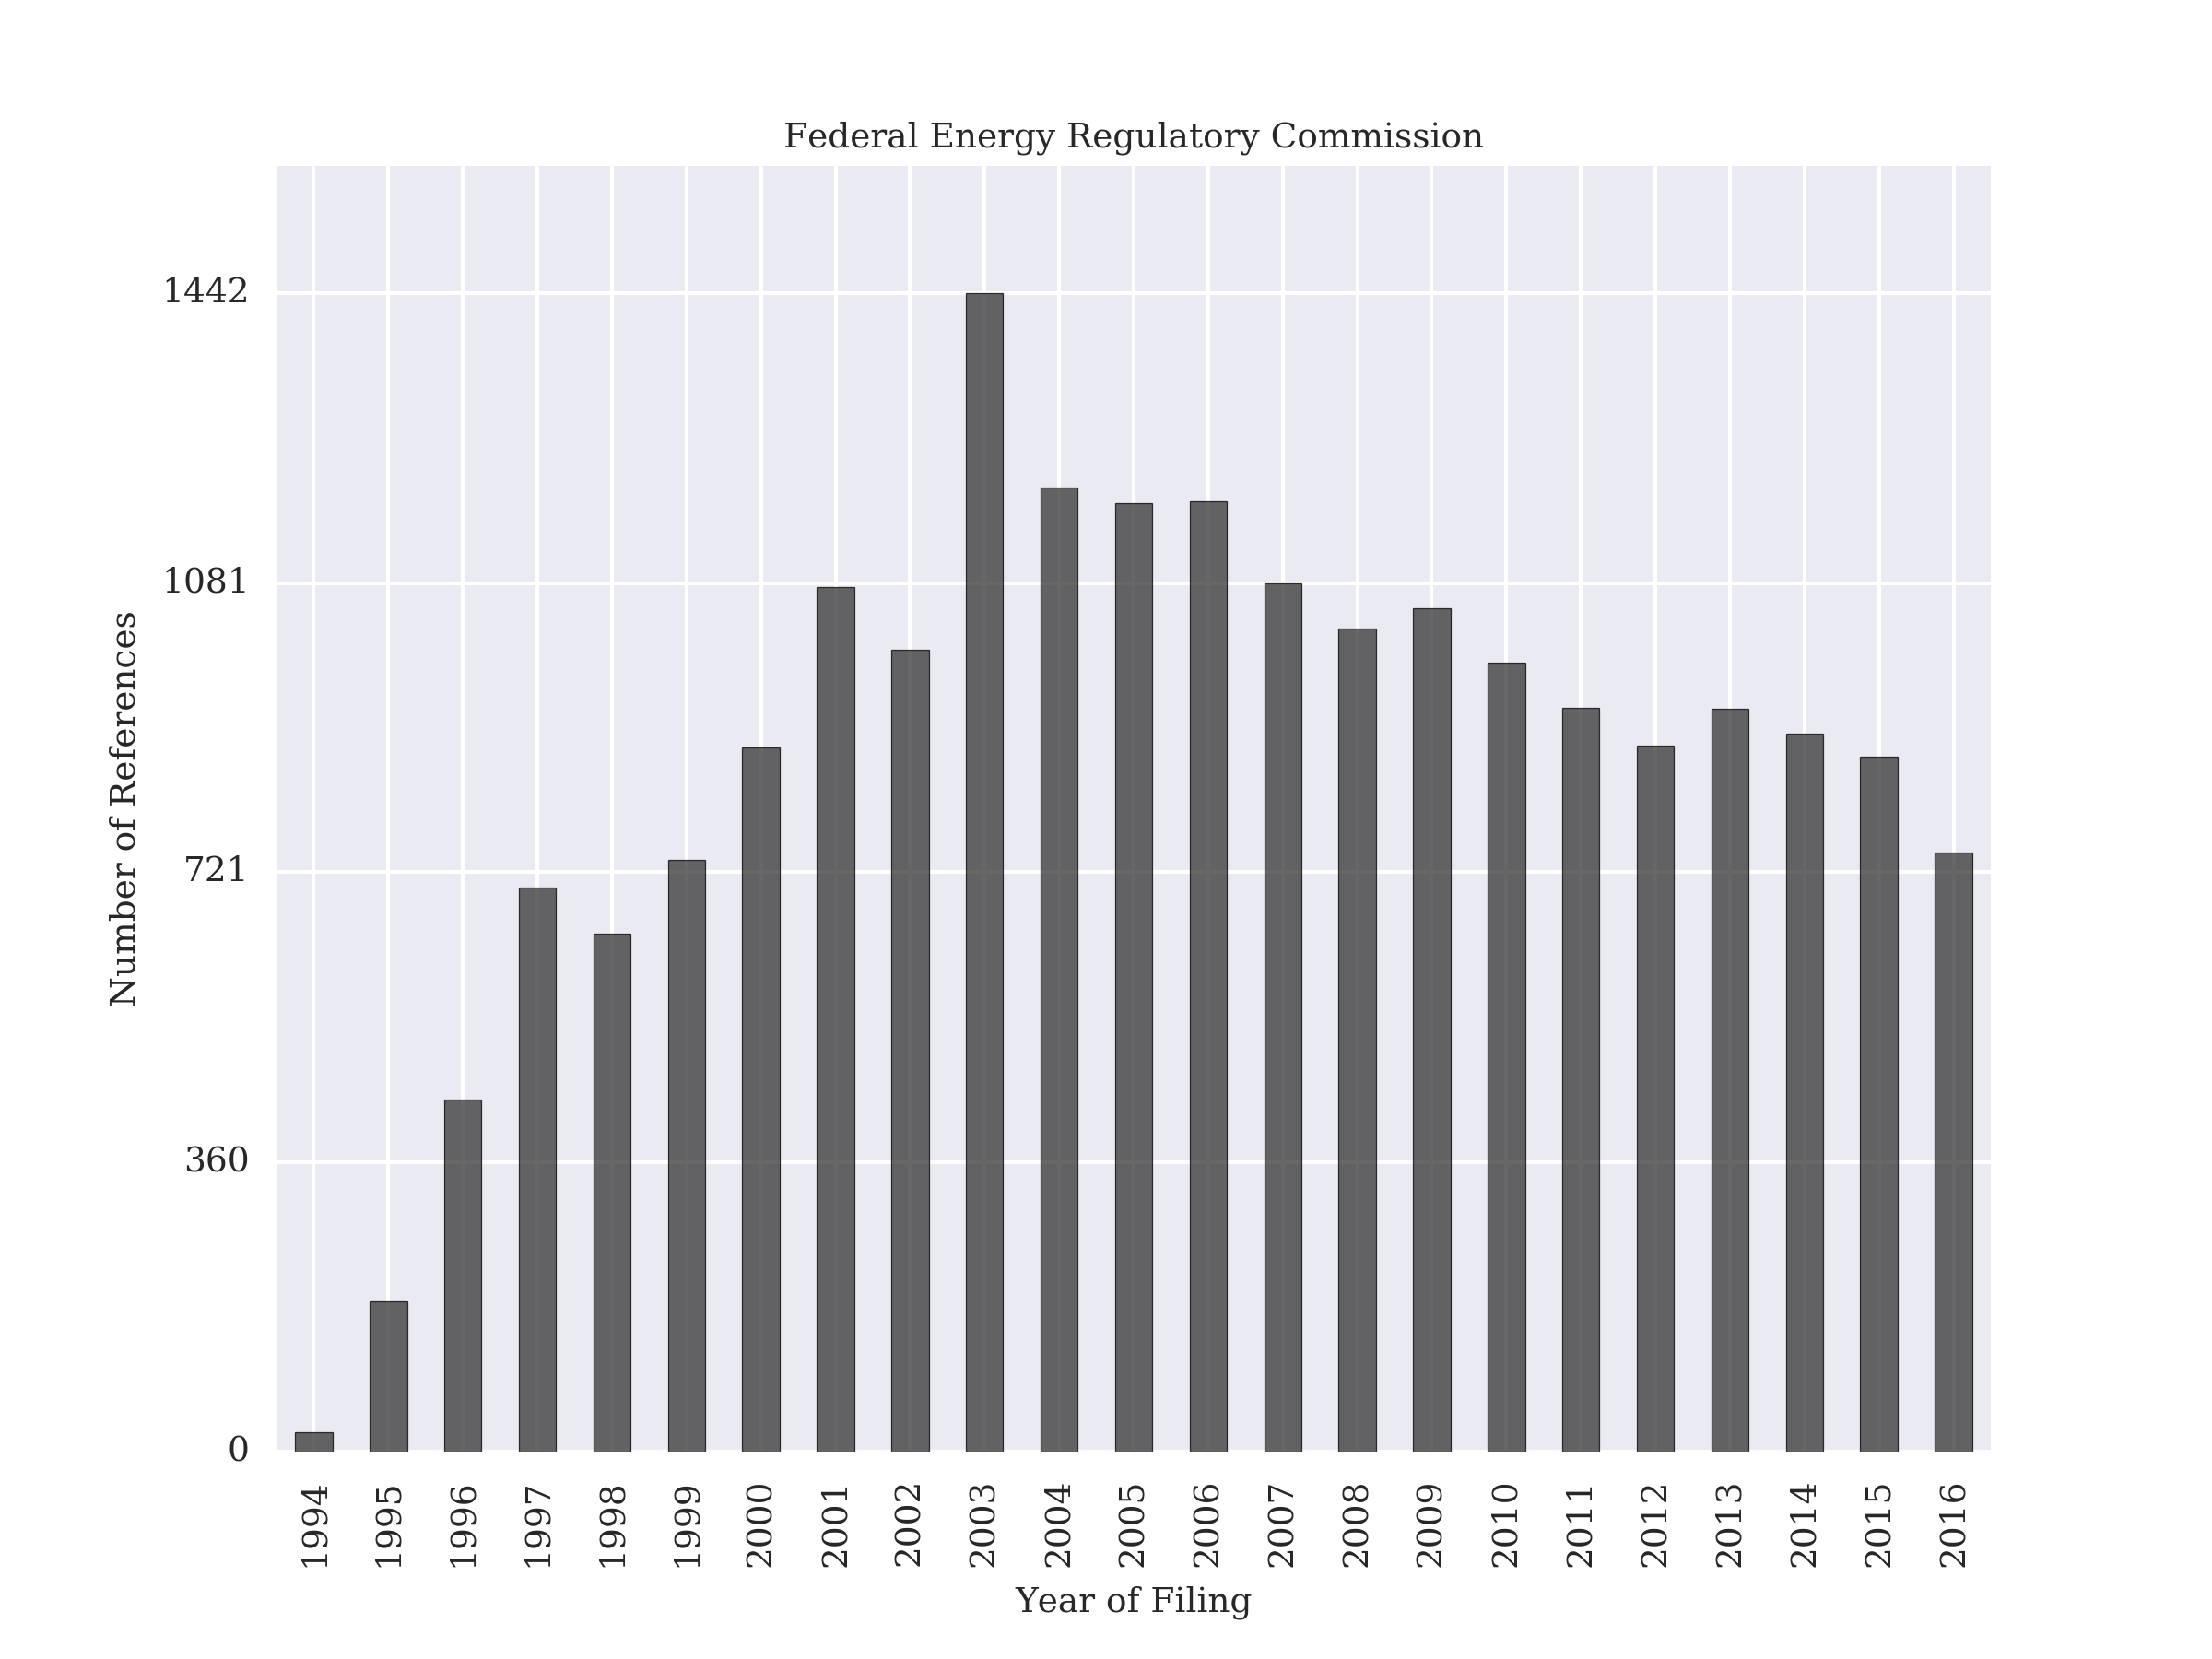 Federal Energy Regulatory Commission
Number of References
1442
1081
721
360
0
1994 1995 1996 1997 1998 1999 2000 2001 2002 2003 2004 2005 2006 2007 2008 2009 2010 2011 2012 2013 2014 2015 2016
Year of Filing